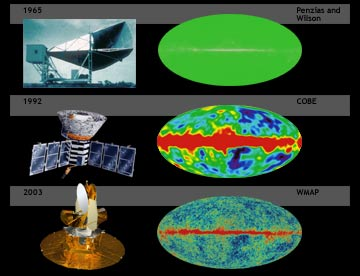 1965
Penzias and
Wilson
1992
COBE
2003
WMAP